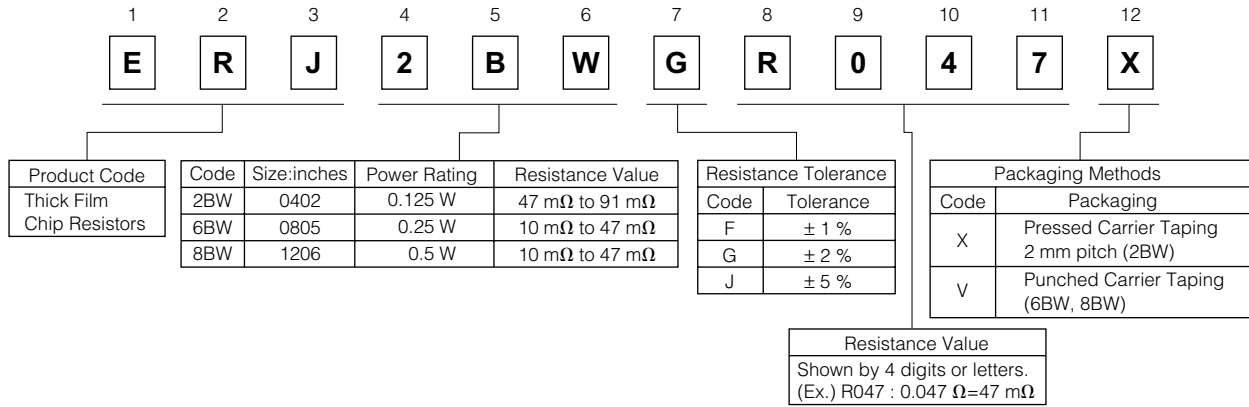 1 2 3 4 5 6 7 8 9 10 11 12
E R J 2 B W G R 0 4 7 X
Product Code
Thick Film
Chip Resistors
Code Size:inches Power Rating Resistance Value
2BW 0402 0.125 W 47 mΩ to 91 mΩ
6BW 0805 0.25 W 10 mΩ to 47 mΩ
8BW 1206 0.5 W 10 mΩ to 47 mΩ
Resistance Tolerance
Code Tolerance
F ± 1 %
G ± 2 %
J ± 5 %
Packaging Methods
Code Packaging
X Pressed Carrier Taping
2 mm pitch (2BW)
V Punched Carrier Taping
(6BW, 8BW)
Resistance Value
Shown by 4 digits or letters.
(Ex.) R047 : 0.047 Ω=47 mΩ